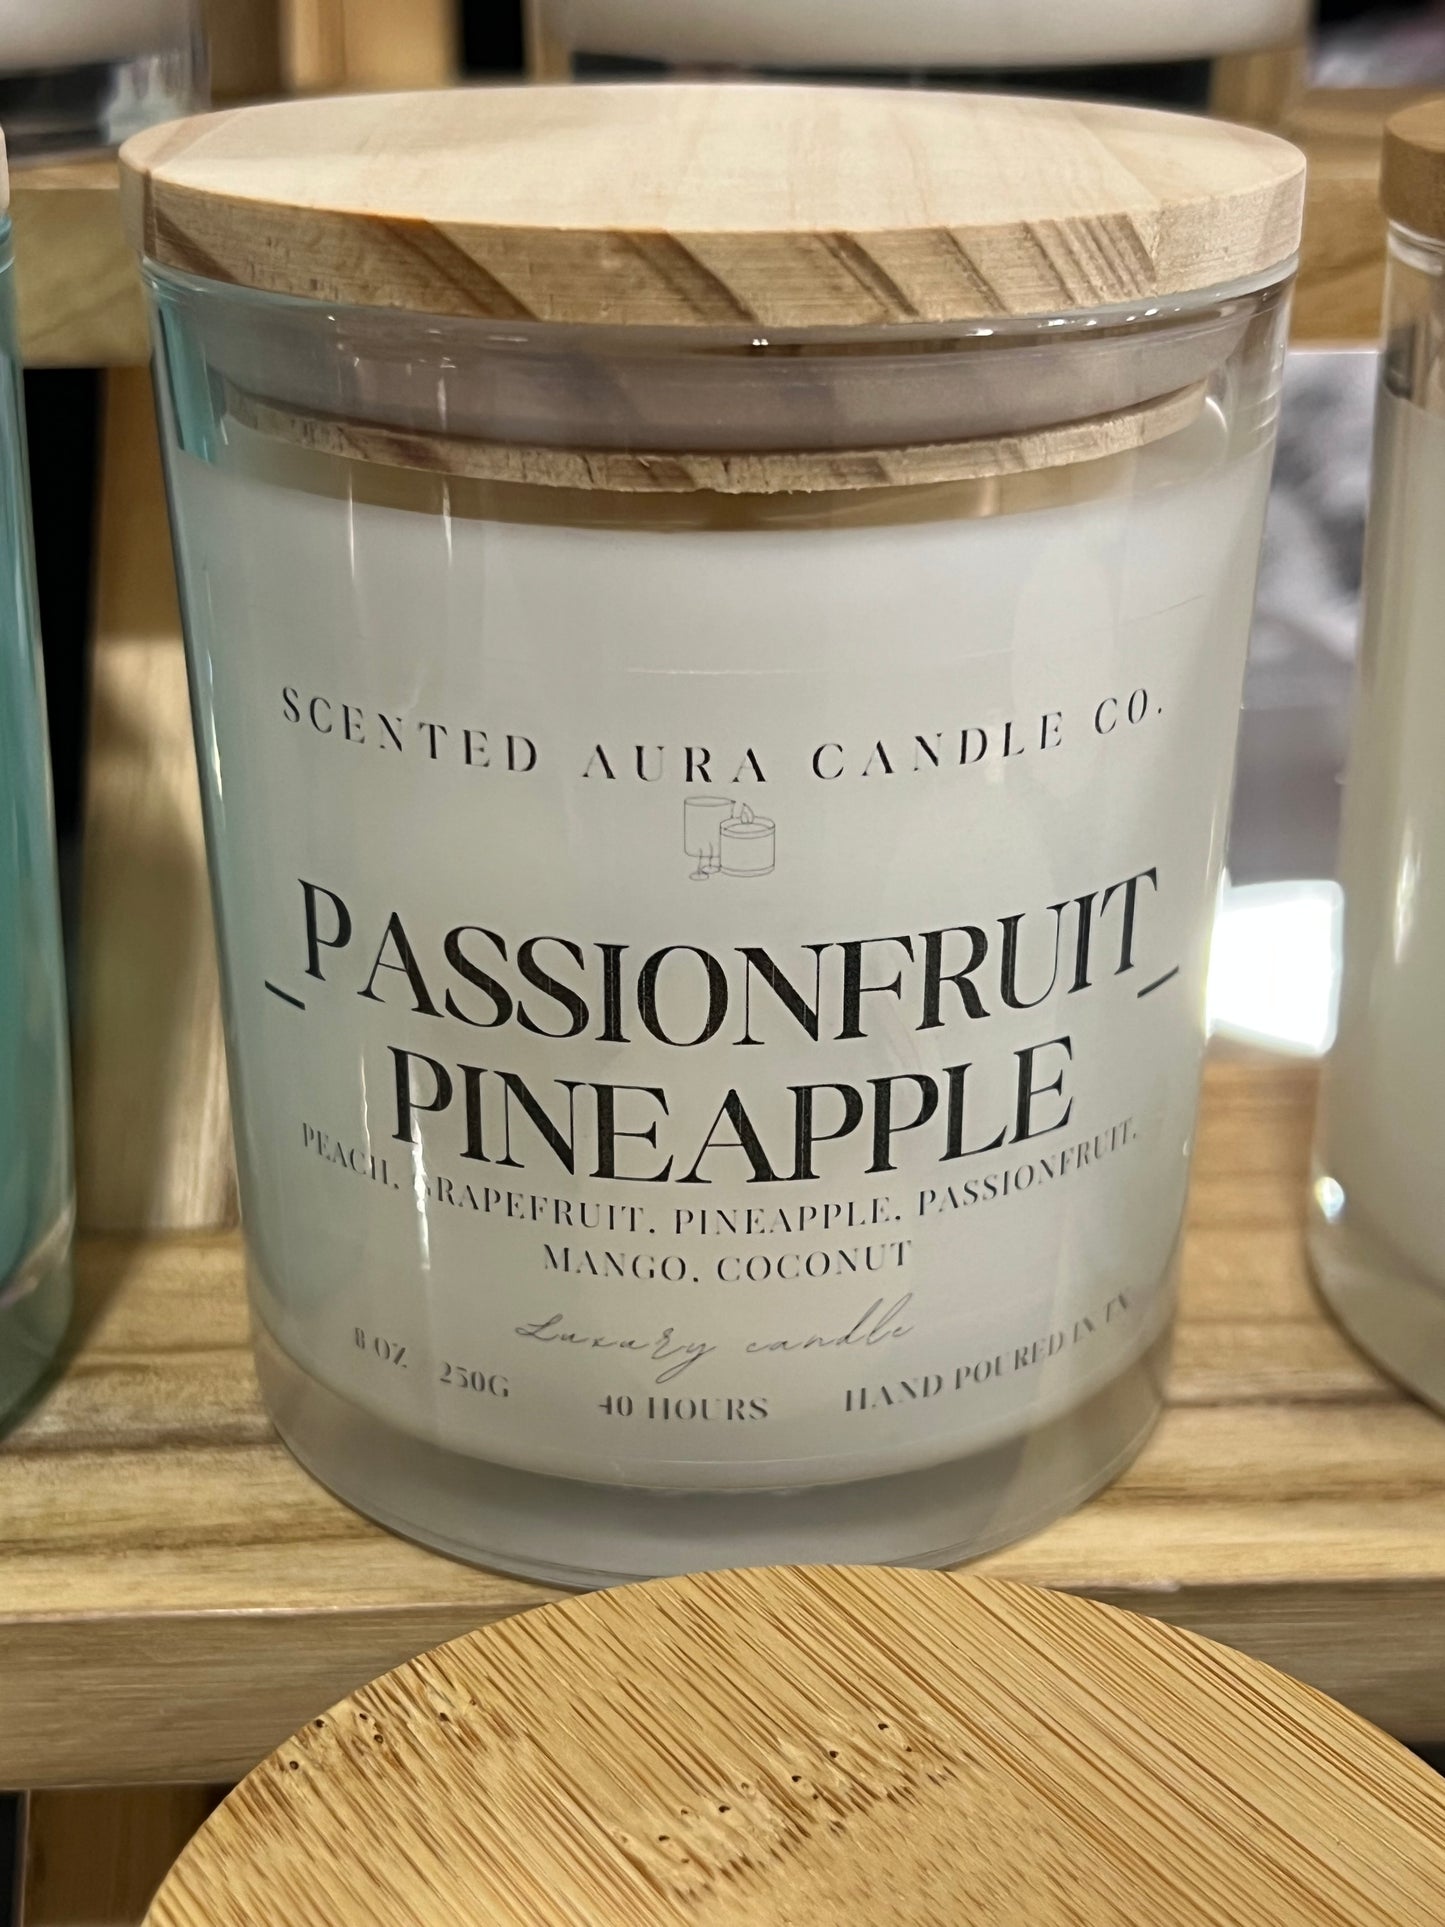 SCENTED AURA CANDLE CO.
PASSIONFRUIT
PINEAPPLE
PEACH, GRAPEFRUIT, PINEAPPLE, PASSIONFRUIT,
MANGO, COCONUT
Luxury candle
8 OZ 250G 40 HOURS HAND POURED IN TX